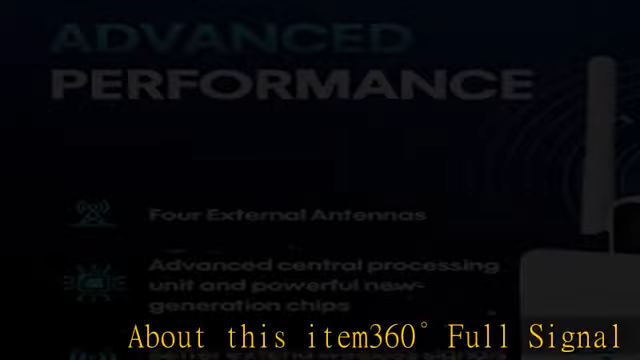 ADVANCED
PERFORMANCE
Four External Antennas
Advanced central processing
unit and powerful new-
generation chips
About this item360° Full Signal